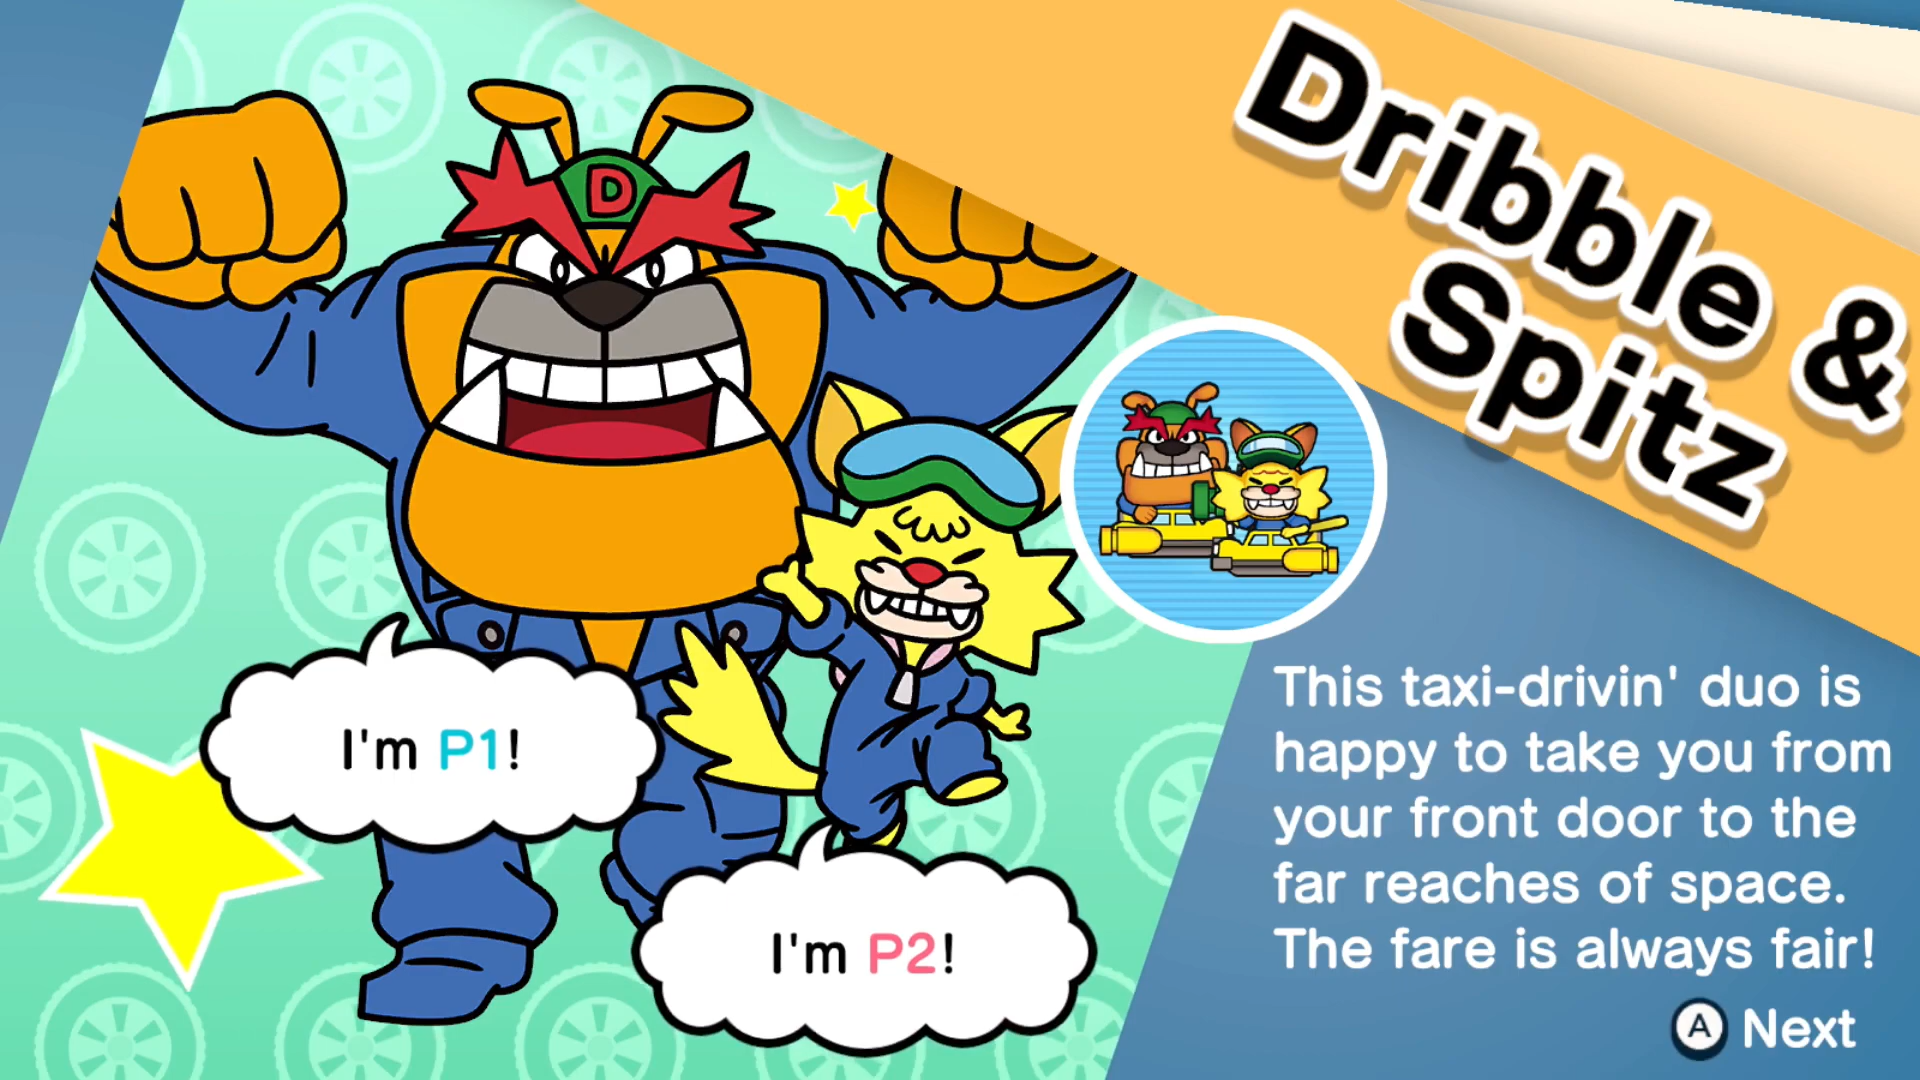 Dribble &
Spitz
D
I'm P1!
I'm P2!
This taxi-drivin' duo is
happy to take you from
your front door to the
far reaches of space.
The fare is always fair!
A Next